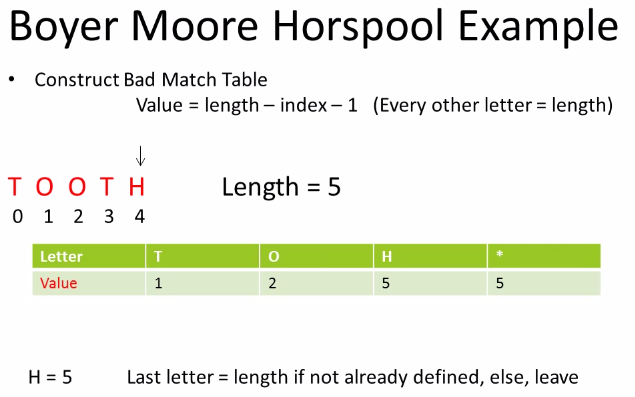 Boyer Moore Horspool Example
• Construct Bad Match Table
Value = length – index – 1 (Every other letter = length)
T O O T H Length = 5
0 1 2 3 4
Letter T O H *
Value 1 2 5 5
H = 5 Last letter = length if not already defined, else, leave